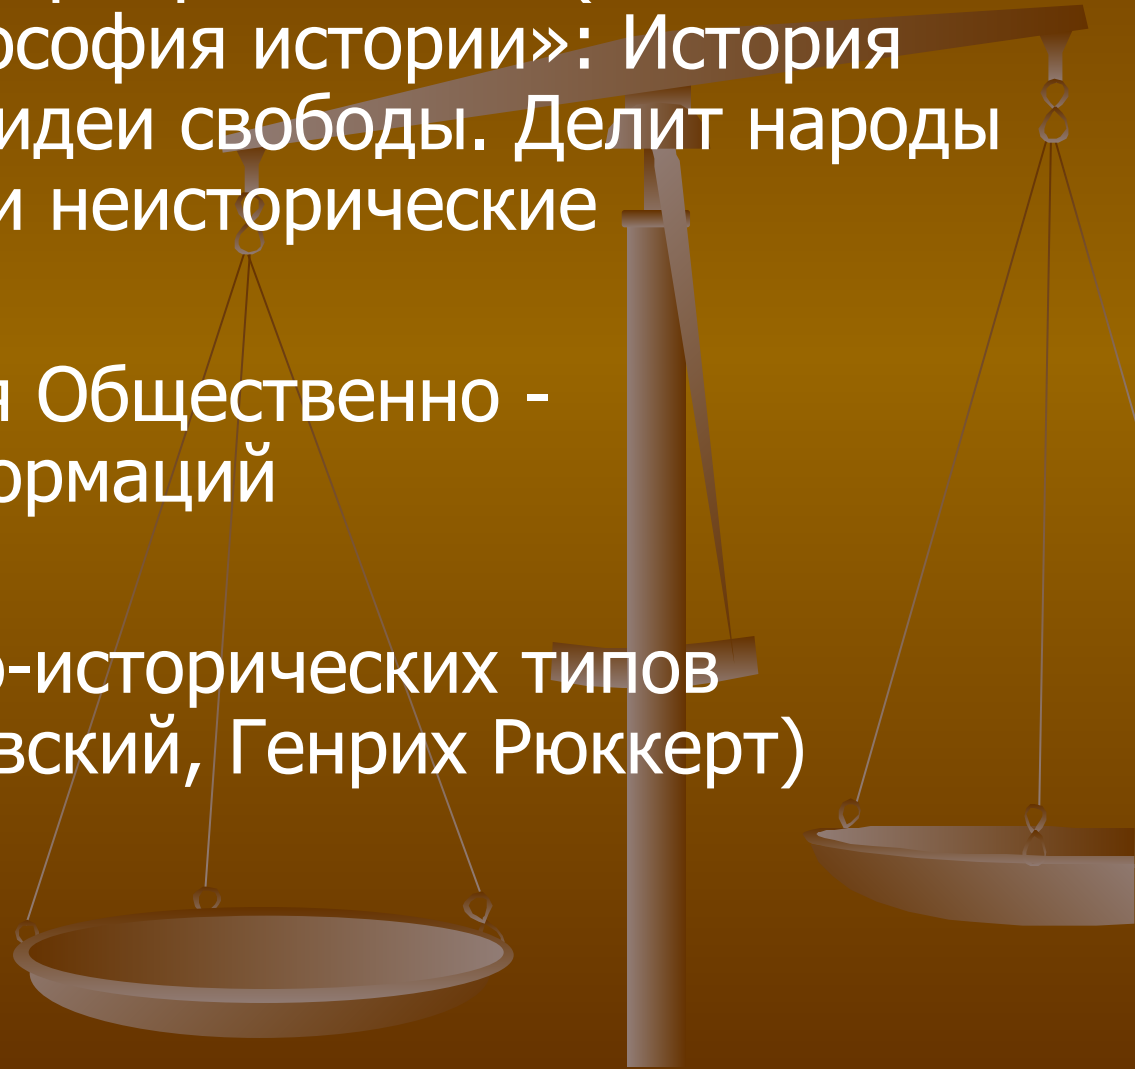 ософия истории»: История
идеи свободы. Делит народы
и неисторические
я Общественно -
ормаций
о-исторических типов
вский, Генрих Рюккерт)